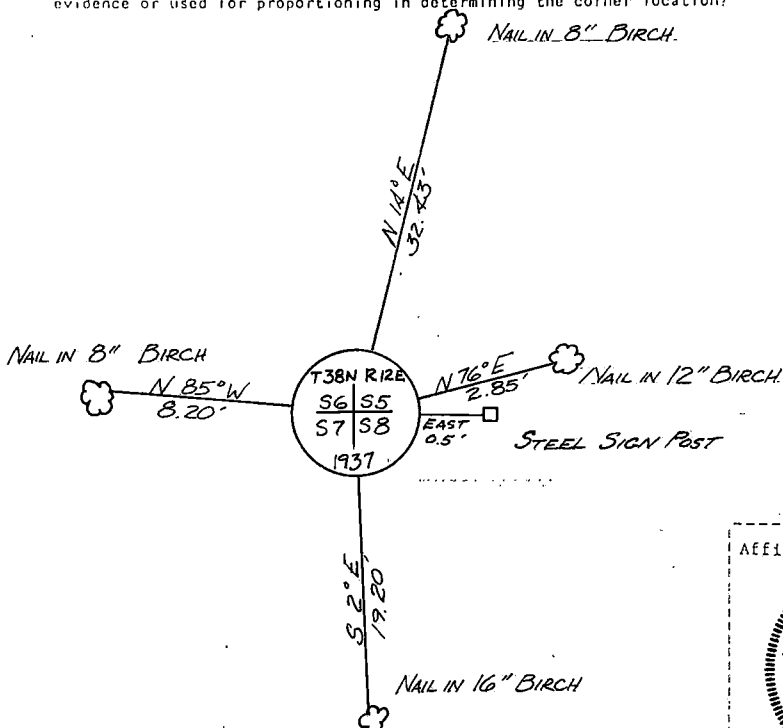 evidence or used for proportioning in determining the corner location?
NAIL IN 8" BIRCH.
N 14° E
32.43'
NAIL IN 8" BIRCH
N 85° W
8.20'
T38N R12E
S6 S5
S7 S8
1937
N 76° E
2.85'
NAIL IN 12" BIRCH
EAST
0.5'
STEEL SIGN POST
S 2° E
19.20'
NAIL IN 16" BIRCH
Affi